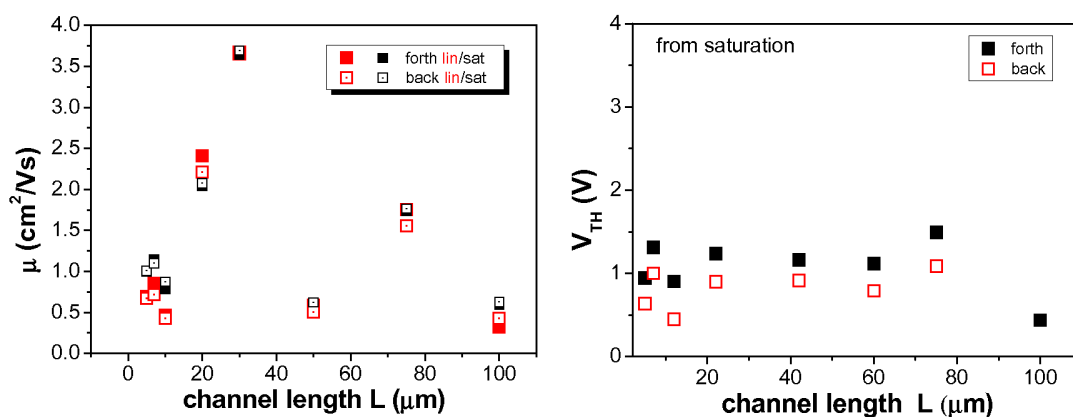 4.0
3.5
3.0
2.5
2.0
1.5
1.0
0.5
0.0
μ (cm²/Vs)
forth lin/sat
back lin/sat
0 20 40 60 80 100
channel length L (μm)
4
3
2
1
0
V_TH (V)
from saturation
forth
back
20 40 60 80 100
channel length L (μm)